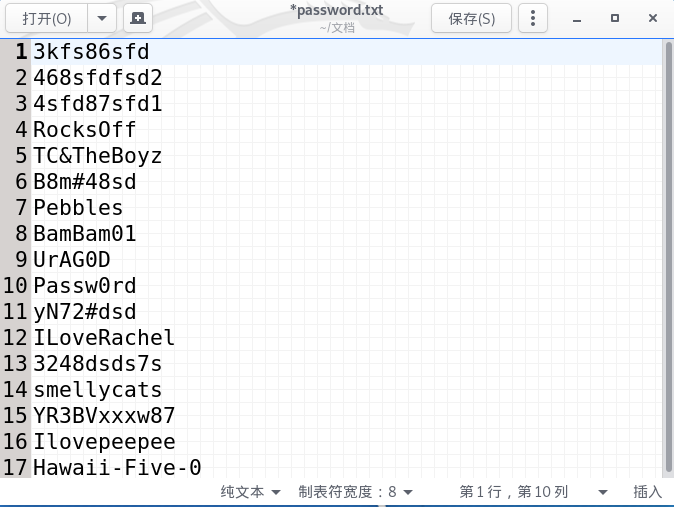 打开(O)
*password.txt
~/文档
保存(S)
1 3kfs86sfd
2 468sfdfsd2
3 4sfd87sfd1
4 RocksOff
5 TC&TheBoyz
6 B8m#48sd
7 Pebbles
8 BamBam01
9 UrAG0D
10 Passw0rd
11 yN72#dsd
12 ILoveRachel
13 3248dsds7s
14 smellycats
15 YR3BVxxxw87
16 Ilovepeepee
17 Hawaii-Five-0
纯文本 制表符宽度：8 第1行，第10列 插入